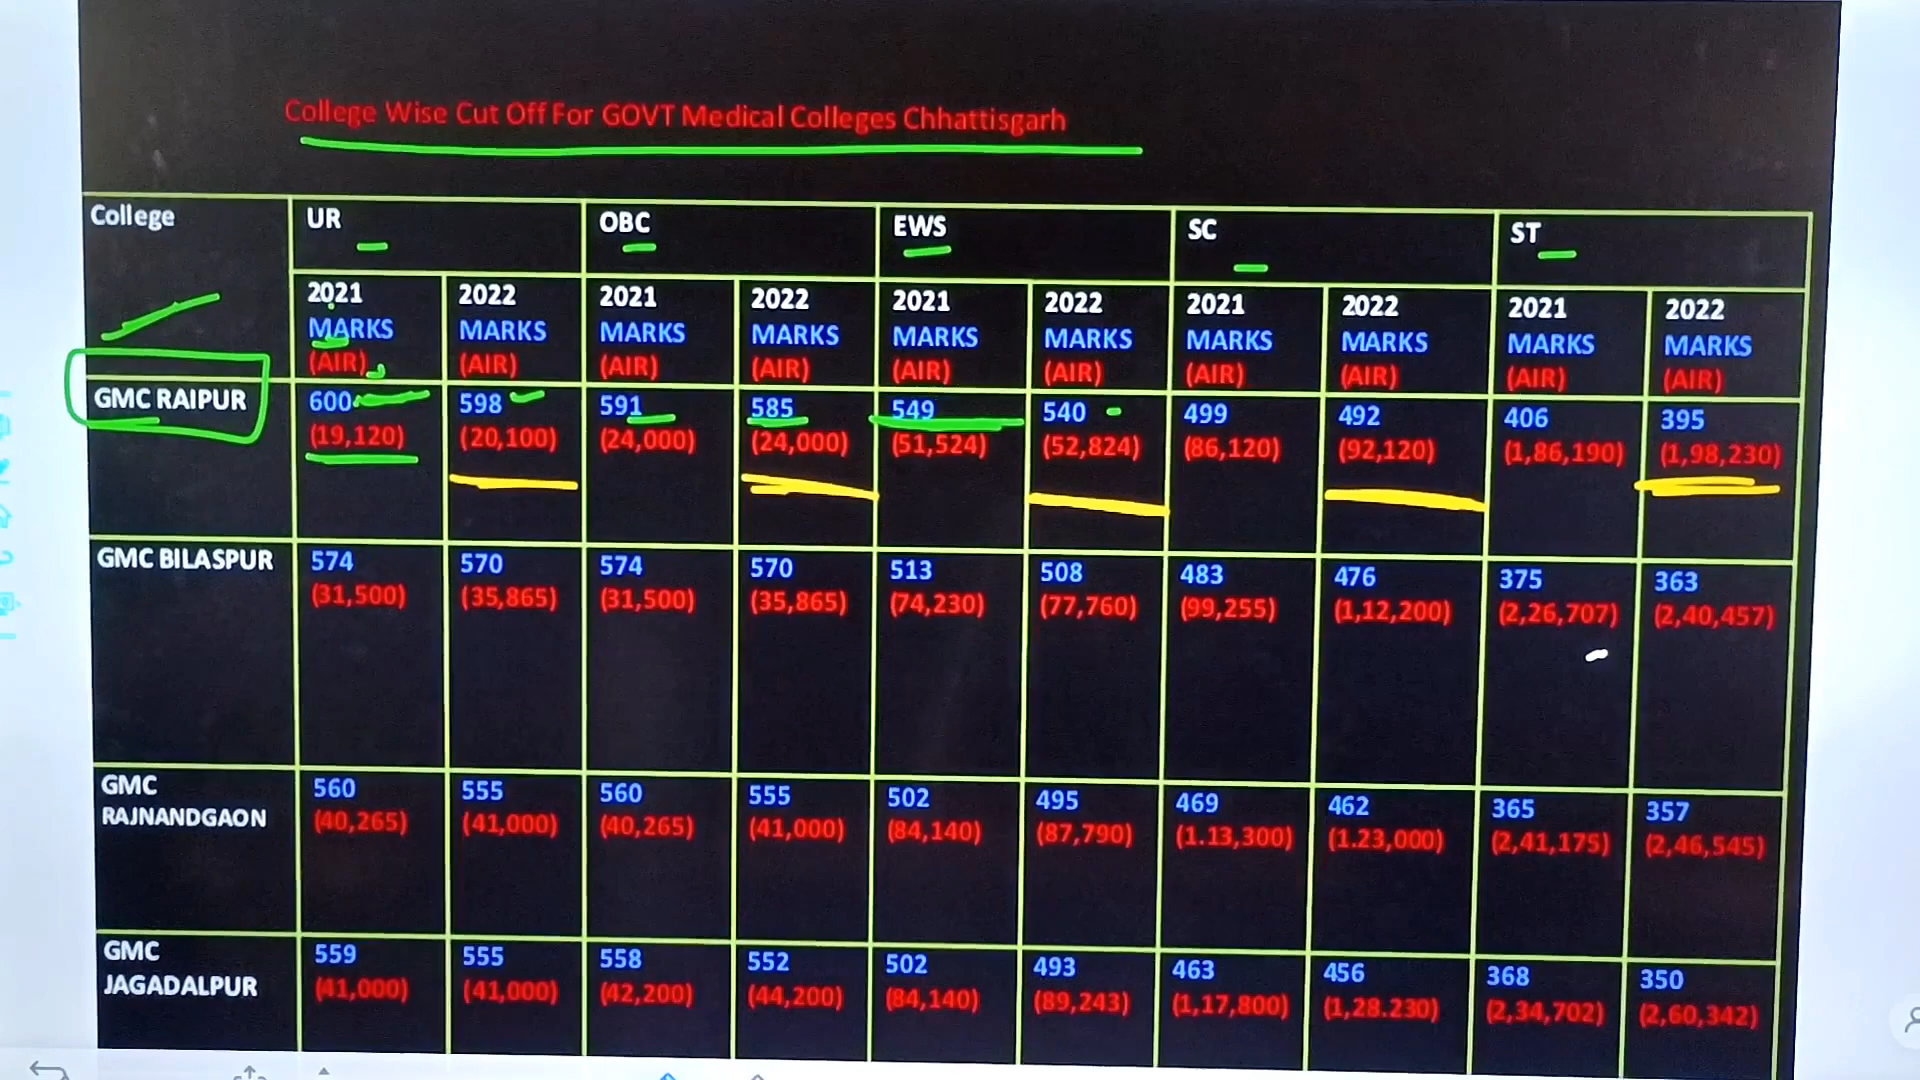 College Wise Cut Off For GOVT Medical Colleges Chhattisgarh
College UR OBC EWS SC ST
2021 2022 2021 2022 2021 2022 2021 2022 2021 2022
MARKS MARKS MARKS MARKS MARKS MARKS MARKS MARKS MARKS MARKS
(AIR) (AIR) (AIR) (AIR) (AIR) (AIR) (AIR) (AIR) (AIR) (AIR)
GMC RAIPUR 600 598 591 585 549 540 499 492 406 395
(19,120) (20,100) (24,000) (24,000) (51,524) (52,824) (86,120) (92,120) (1,86,190) (1,98,230)
GMC BILASPUR 574 570 574 570 513 508 483 476 375 363
(31,500) (35,865) (31,500) (35,865) (74,230) (77,760) (99,255) (1,12,200) (2,26,707) (2,40,457)
GMC 560 555 560 555 502 495 469 462 365 357
RAJNANDGAON (40,265) (41,000) (40,265) (41,000) (84,140) (87,790) (1.13,300) (1.23,000) (2,41,175) (2,46,545)
GMC 559 555 558 552 502 493 463 456 368 350
JAGADALPUR (41,000) (41,000) (42,200) (44,200) (84,140) (89,243) (1,17,800) (1,28.230) (2,34,702) (2,60,342)